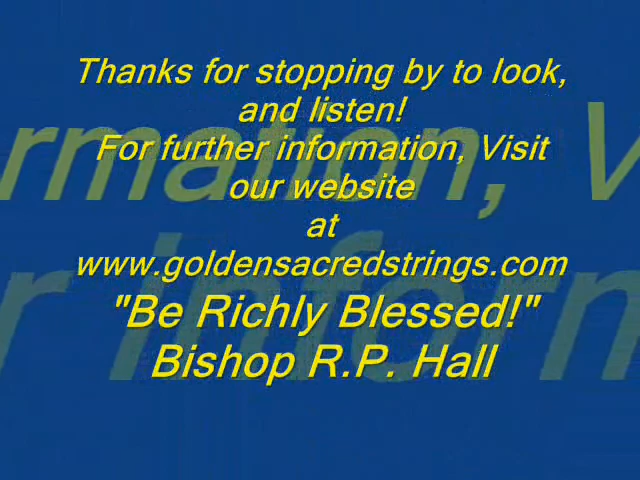 Thanks for stopping by to look,
and listen!
For further information, Visit
our website
at
www.goldensacredstrings.com
"Be Richly Blessed!"
Bishop R.P. Hall